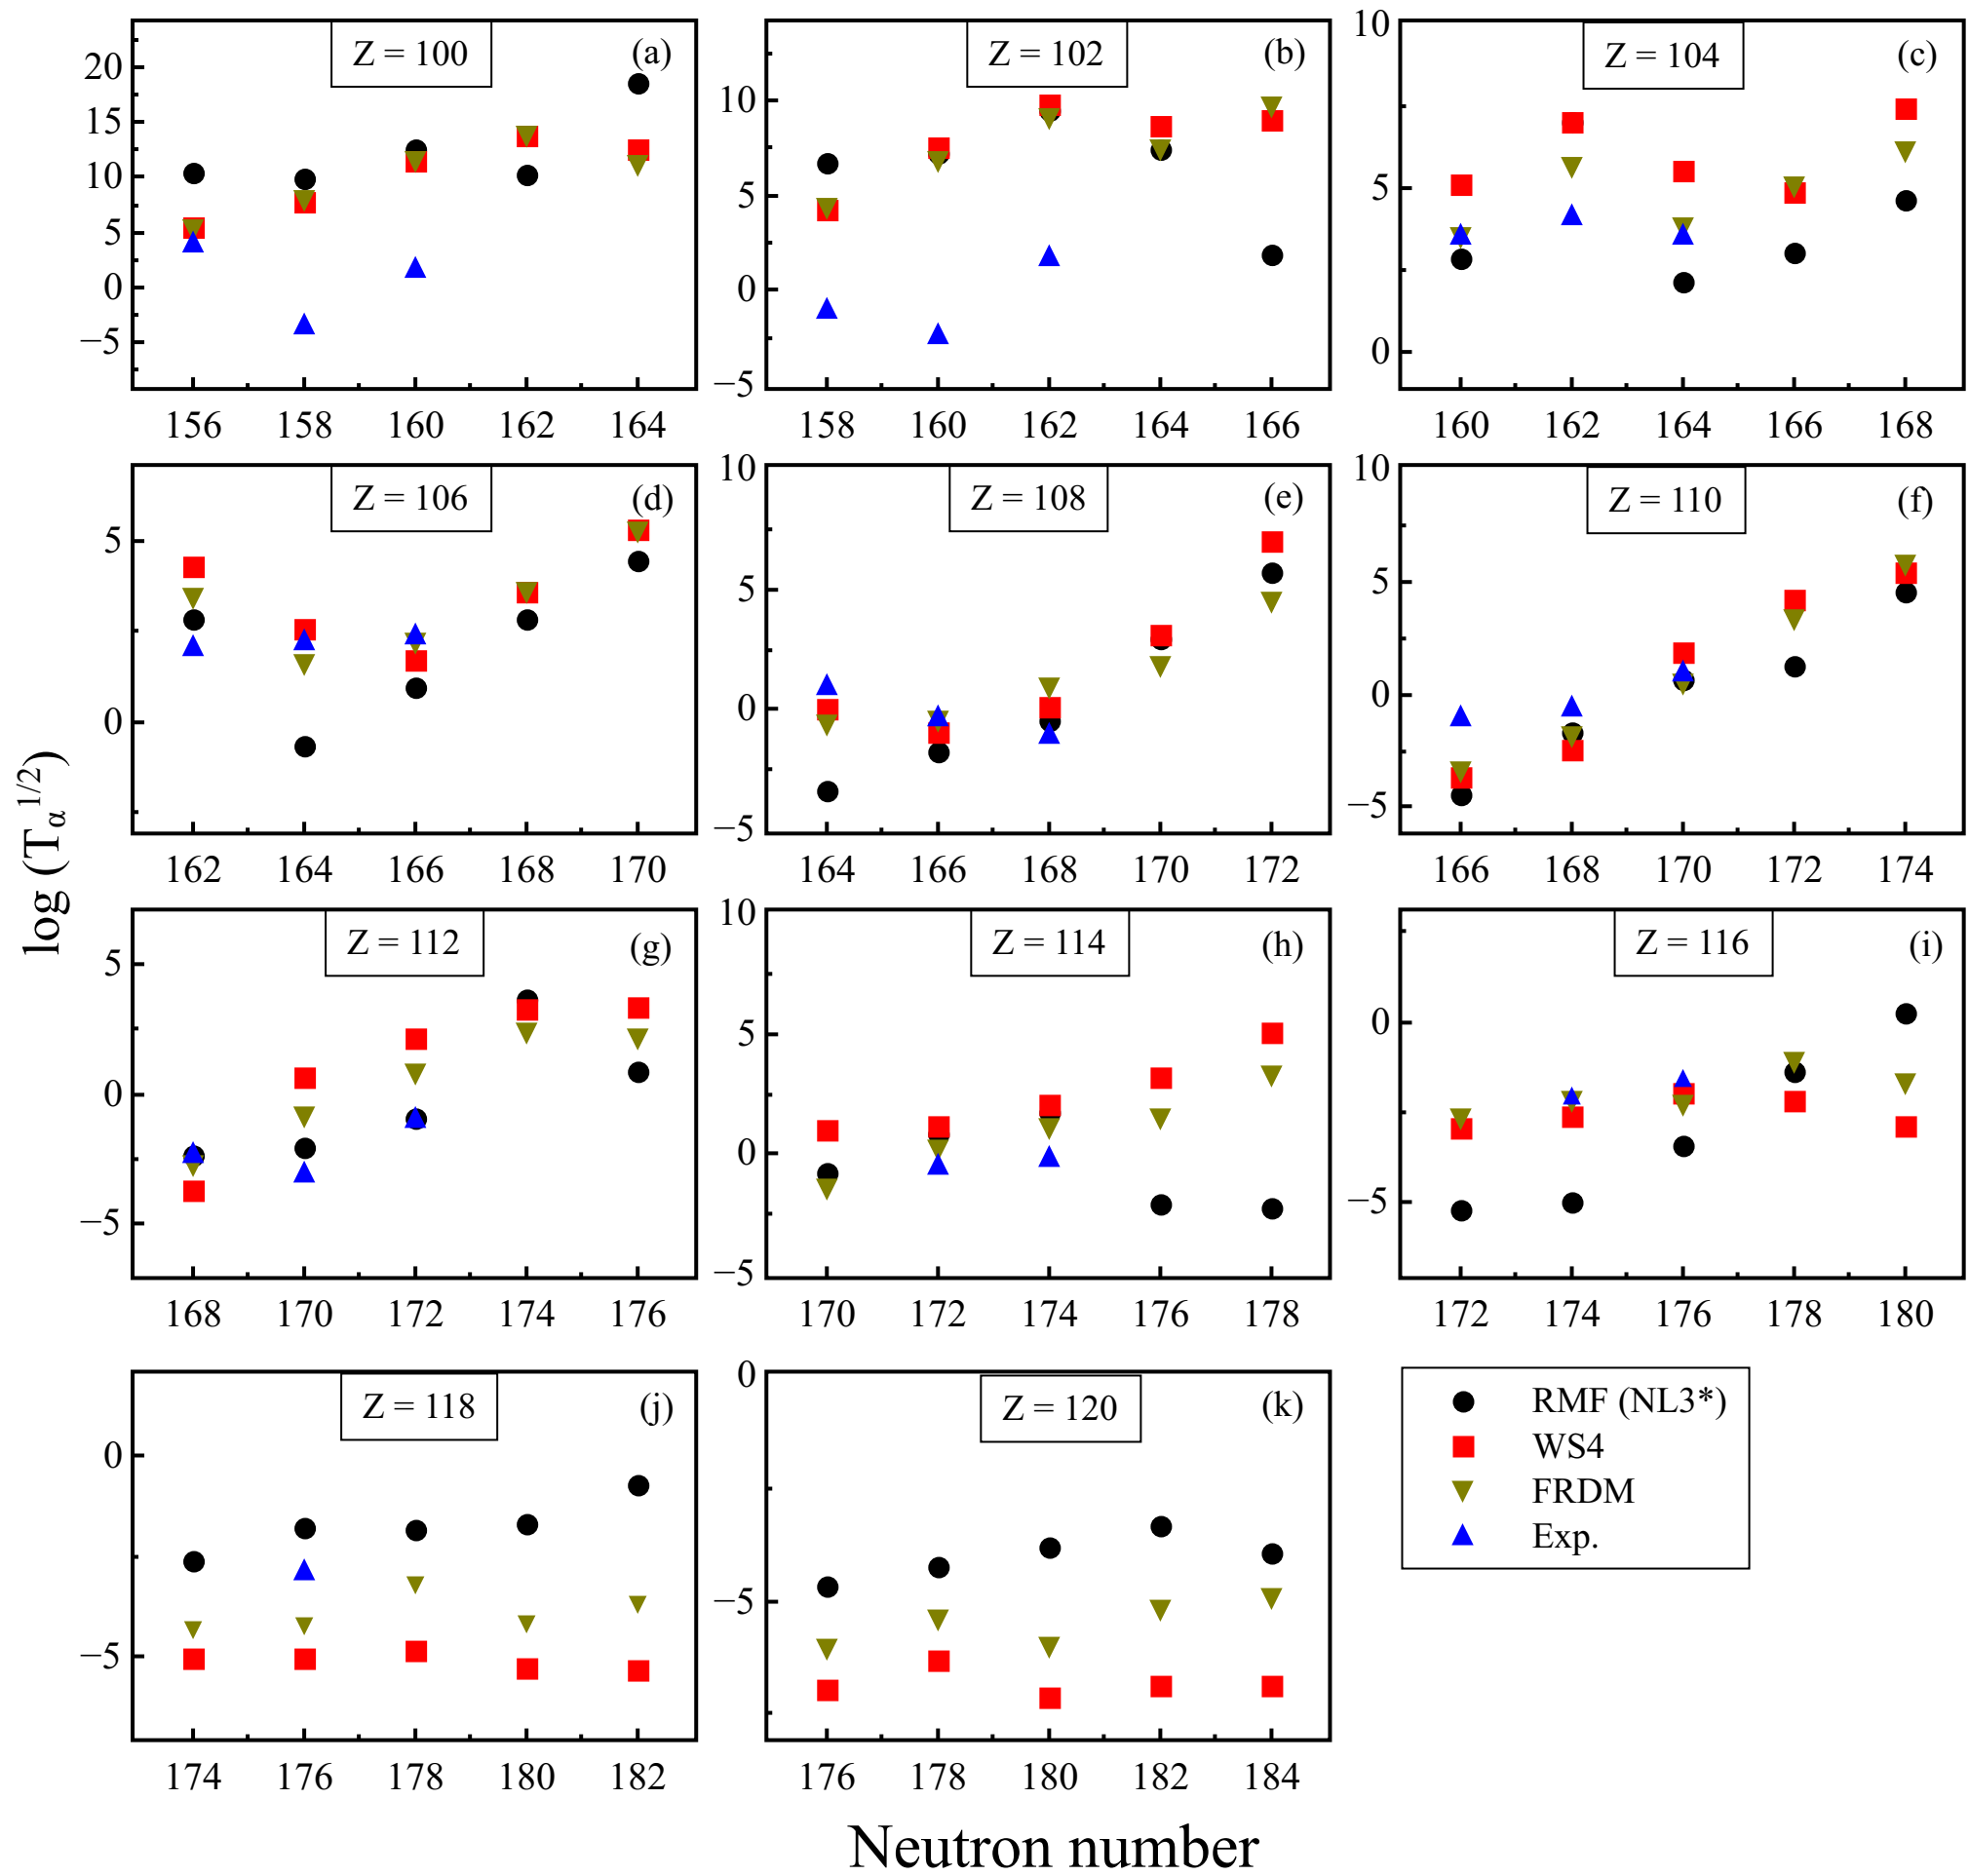 Z = 100
(a)
20
15
10
5
0
−5
156 158 160 162 164
Z = 102
(b)
10
5
0
−5
158 160 162 164 166
Z = 104
(c)
10
5
0
160 162 164 166 168
Z = 106
(d)
5
0
162 164 166 168 170
Z = 108
(e)
10
5
0
−5
164 166 168 170 172
Z = 110
(f)
10
5
0
−5
166 168 170 172 174
log (Tα1/2)
Z = 112
(g)
5
0
−5
168 170 172 174 176
Z = 114
(h)
10
5
0
−5
170 172 174 176 178
Z = 116
(i)
0
−5
172 174 176 178 180
Z = 118
(j)
0
−5
174 176 178 180 182
Z = 120
(k)
0
−5
176 178 180 182 184
RMF (NL3*)
WS4
FRDM
Exp.
Neutron number